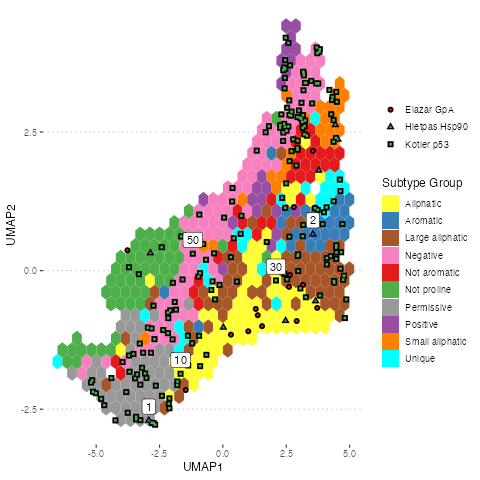 Elazar GpA
Hietpas Hsp90
Kotler p53
Subtype Group
Aliphatic
Aromatic
Large aliphatic
Negative
Not aromatic
Not proline
Permissive
Positive
Small aliphatic
Unique
UMAP2
2.5
0.0
-2.5
2
50
30
10
1
-5.0 -2.5 0.0 2.5 5.0
UMAP1